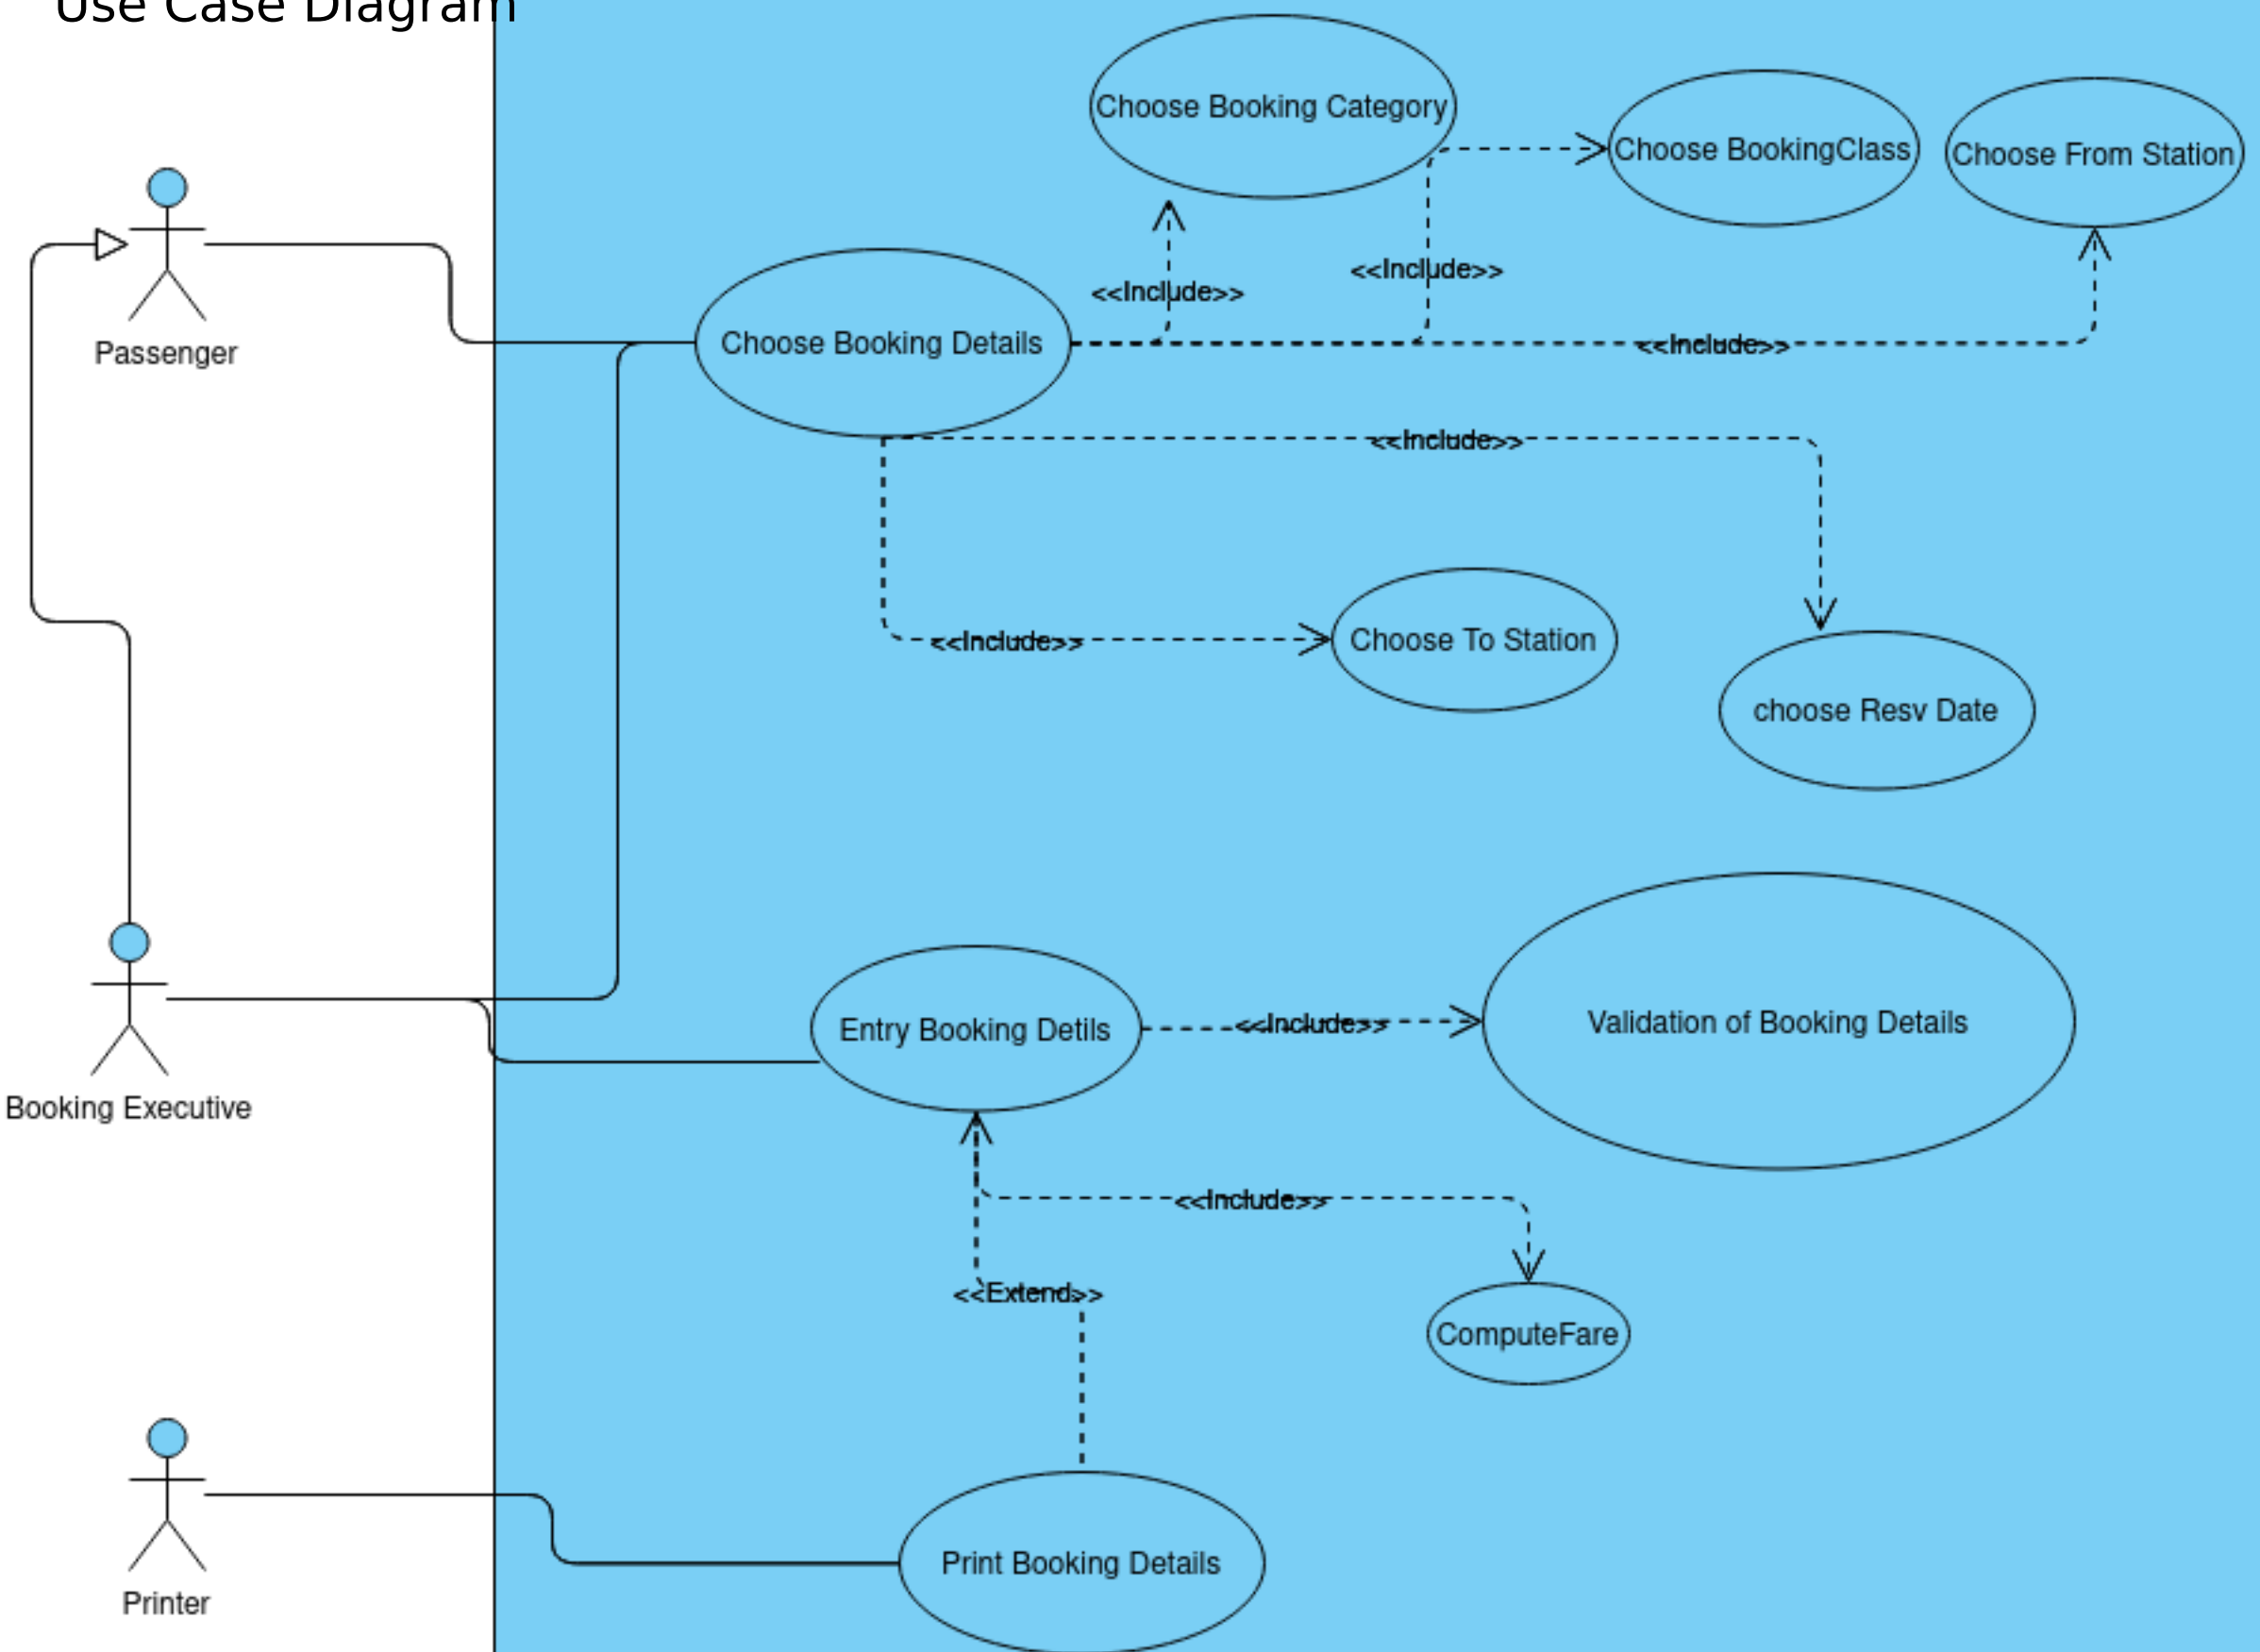 Use Case Diagram
Choose Booking Category
Choose BookingClass
Choose From Station
<<Include>>
<<Include>>
Passenger
Choose Booking Details
<<Include>>
<<Include>>
<<Include>>
Choose To Station
choose Resv Date
Booking Executive
Entry Booking Detils
<<Include>>
Validation of Booking Details
<<Include>>
<<Extend>>
ComputeFare
Printer
Print Booking Details